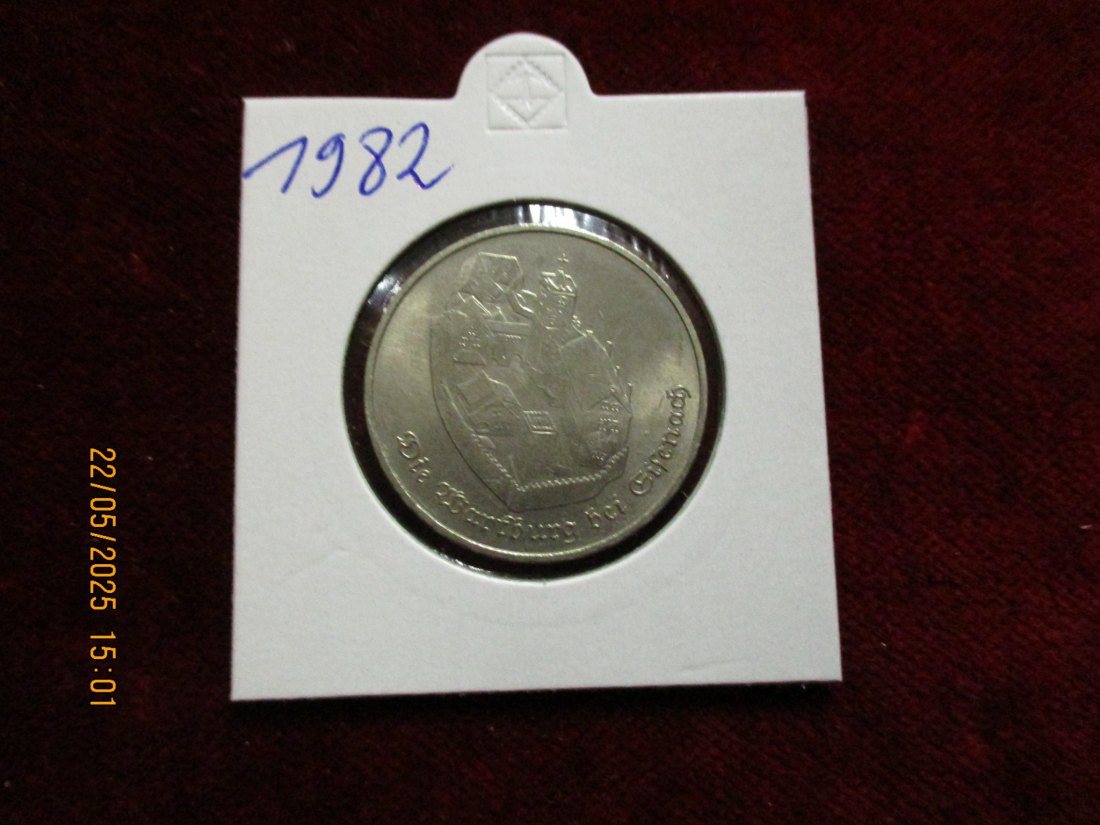 1982
Die Wartburg bei Eisenach
22/05/2025 15:01